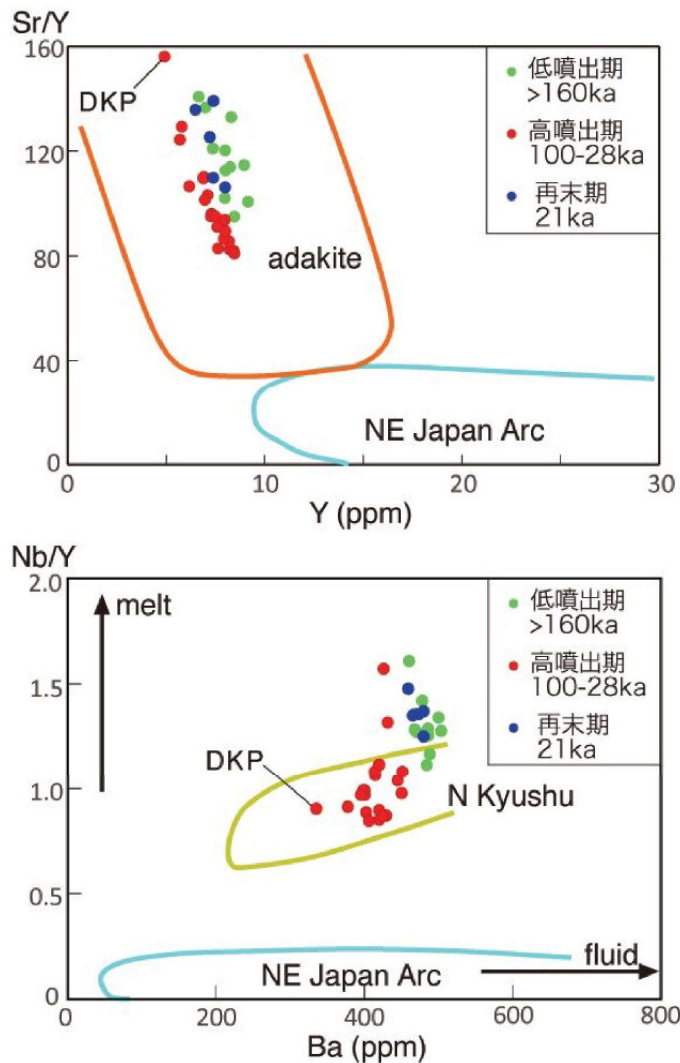 Sr/Y
160
120
80
40
0
DKP
adakite
NE Japan Arc
低噴出期
>160ka
高噴出期
100-28ka
再末期
21ka
0
10
20
30
Y (ppm)
Nb/Y
2.0
1.5
1.0
0.5
0
melt
DKP
N Kyushu
fluid
NE Japan Arc
低噴出期
>160ka
高噴出期
100-28ka
再末期
21ka
0
200
400
600
800
Ba (ppm)